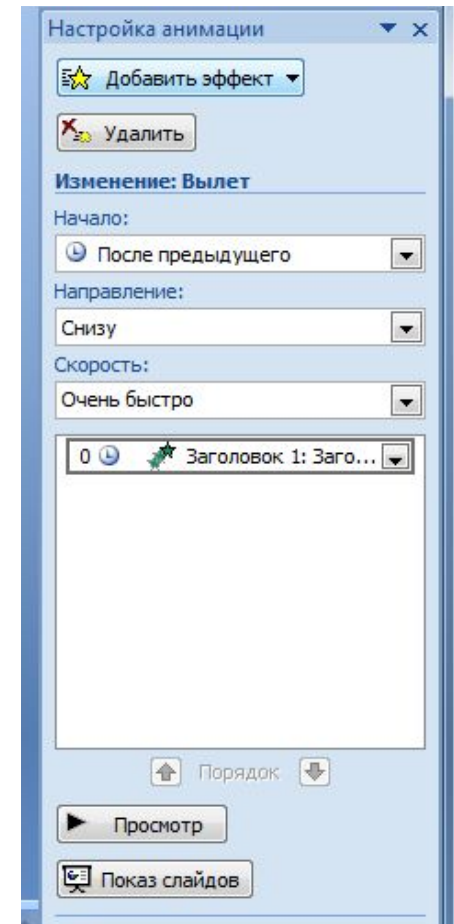 Настройка анимации
Добавить эффект
Удалить
Изменение: Вылет
Начало:
После предыдущего
Направление:
Снизу
Скорость:
Очень быстро
0 Заголовок 1: Заго...
Порядок
Просмотр
Показ слайдов